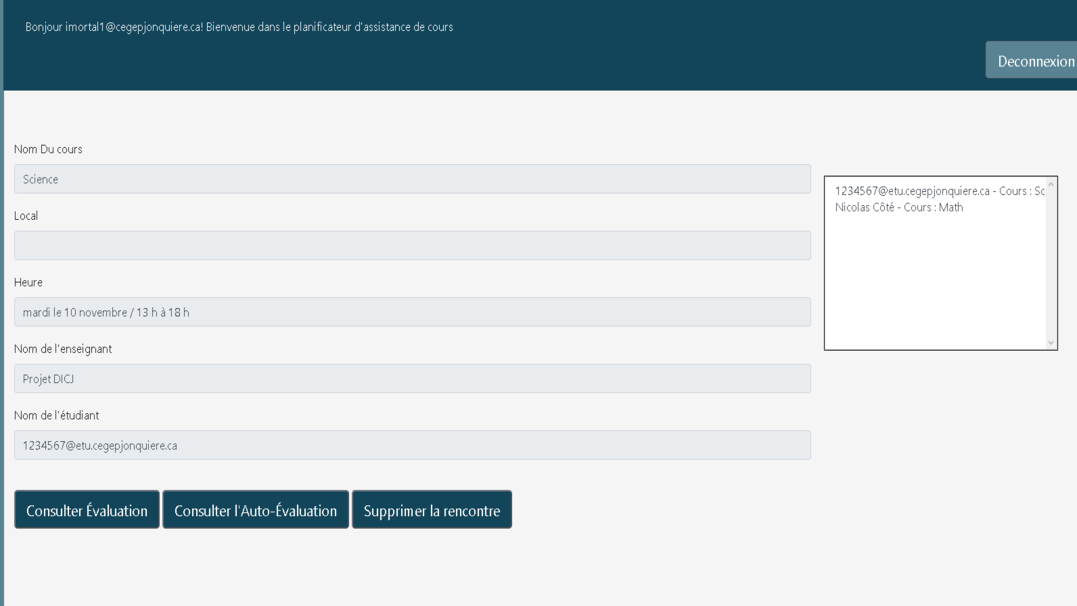 Bonjour imortal1@cegepjonquiere.ca! Bienvenue dans le planificateur d'assistance de cours
Deconnexion
Nom Du cours
Science
Local
Heure
mardi le 10 novembre / 13 h à 18 h
Nom de l'enseignant
Projet DICJ
Nom de l'étudiant
1234567@etu.cegepjonquiere.ca
1234567@etu.cegepjonquiere.ca - Cours : Sc
Nicolas Côté - Cours : Math
Consulter Évaluation
Consulter l'Auto-Évaluation
Supprimer la rencontre